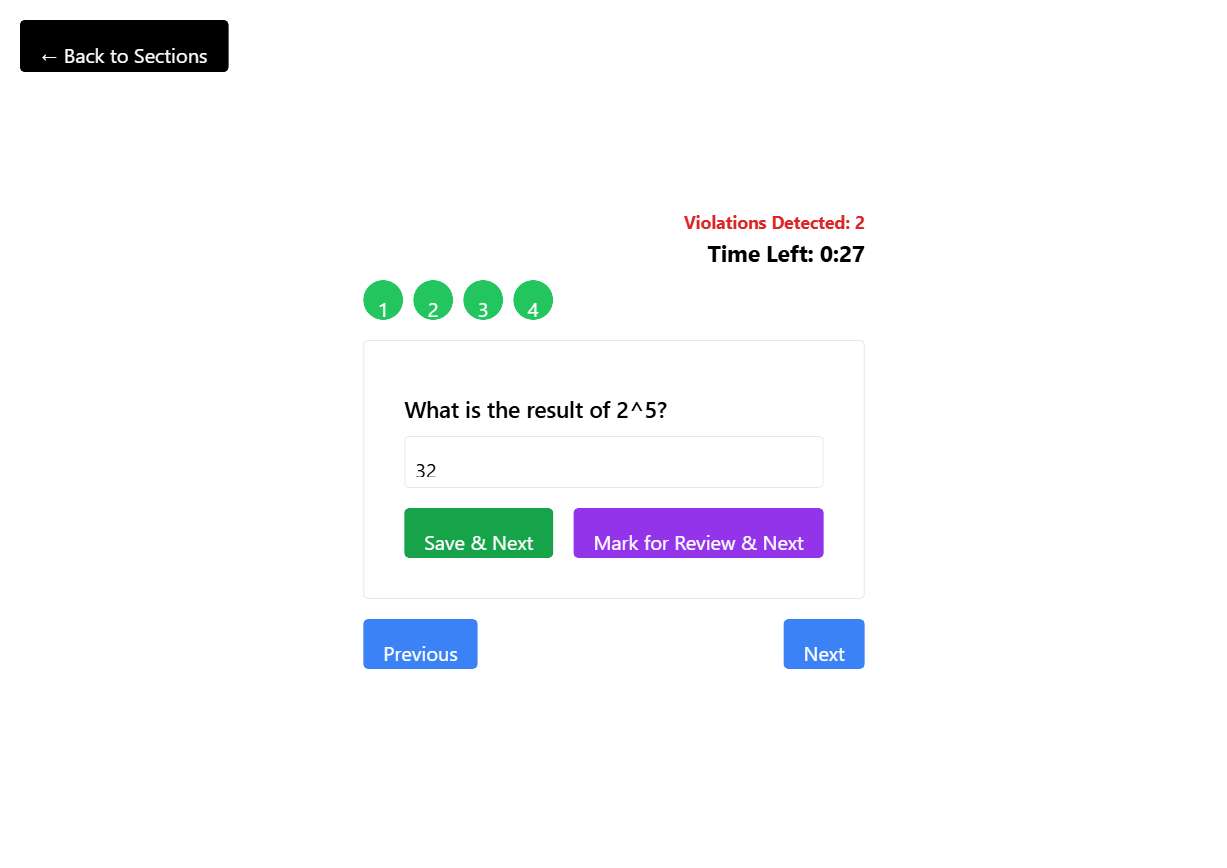 ← Back to Sections
Violations Detected: 2
Time Left: 0:27
1 2 3 4
What is the result of 2^5?
32
Save & Next Mark for Review & Next
Previous Next